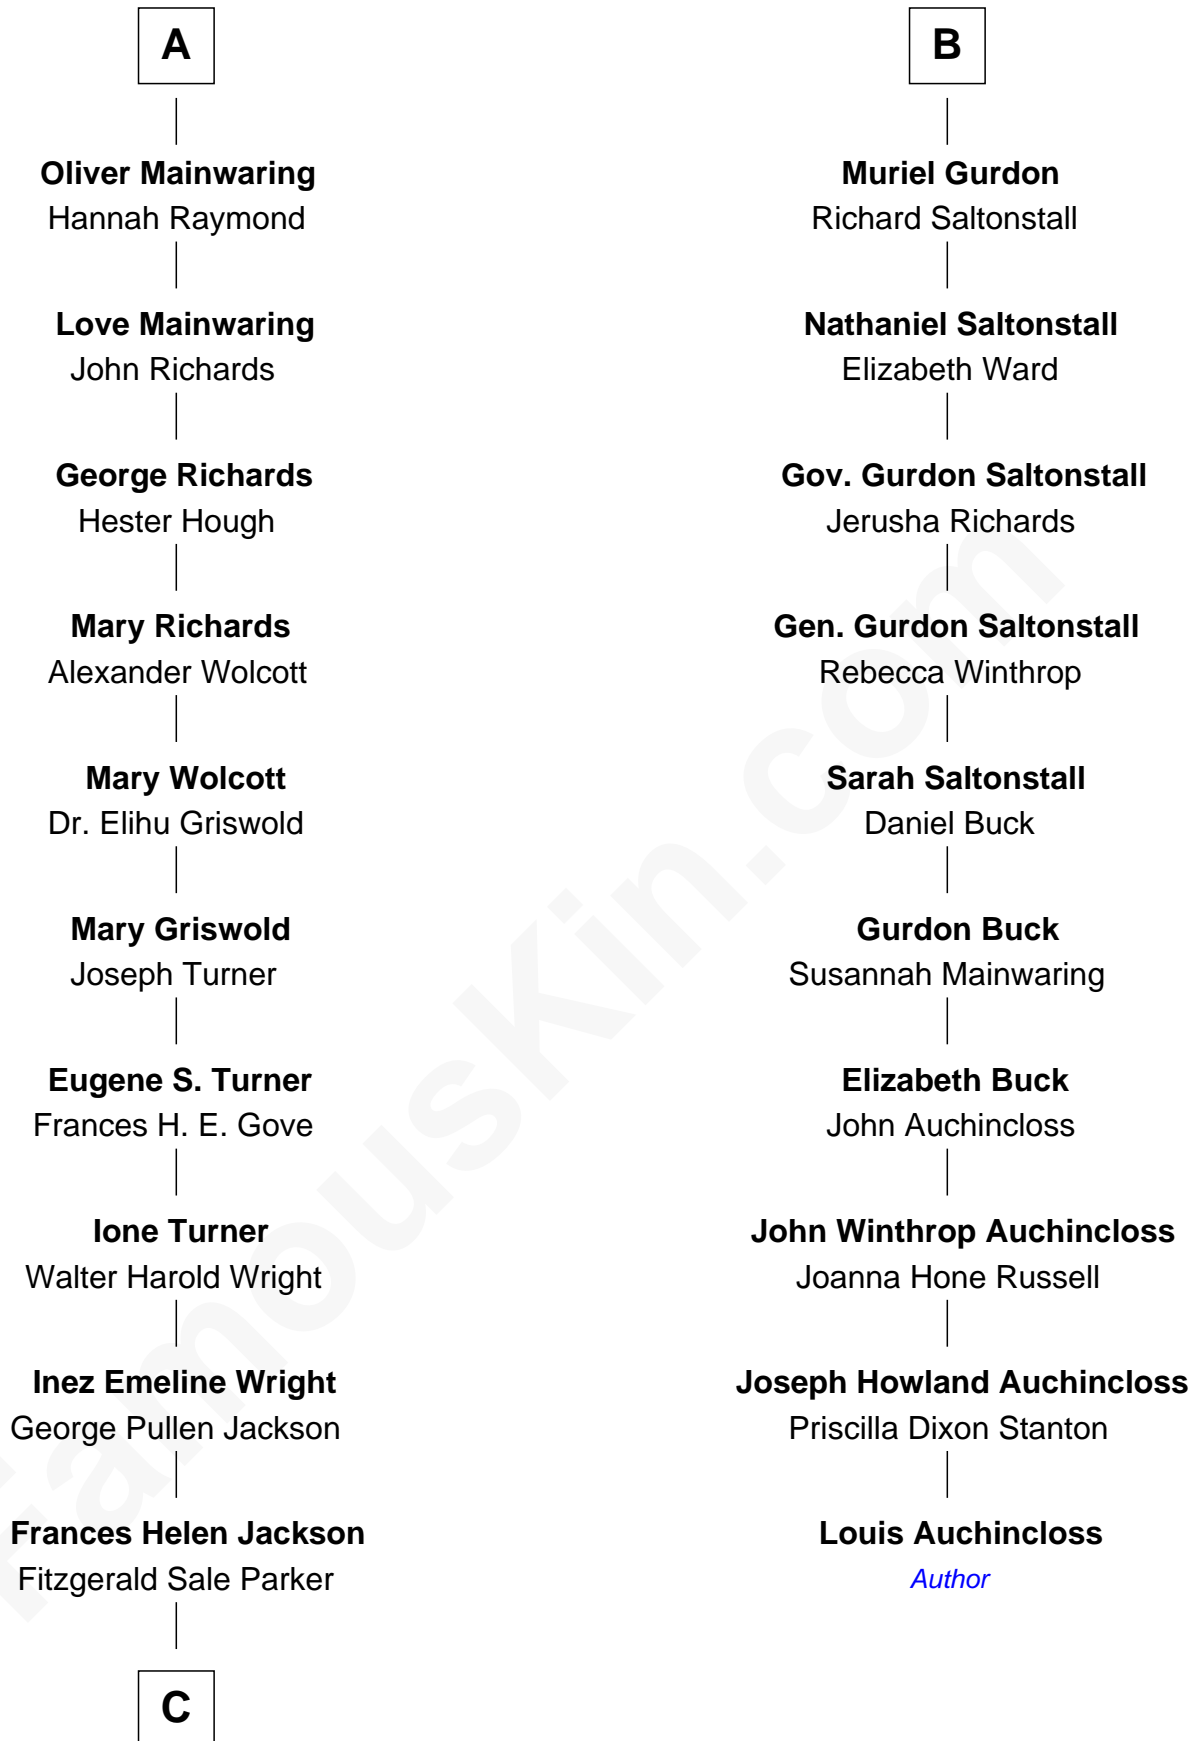 A
Oliver Mainwaring
Hannah Raymond
Love Mainwaring
John Richards
George Richards
Hester Hough
Mary Richards
Alexander Wolcott
Mary Wolcott
Dr. Elihu Griswold
Mary Griswold
Joseph Turner
Eugene S. Turner
Frances H. E. Gove
Ione Turner
Walter Harold Wright
Inez Emeline Wright
George Pullen Jackson
Frances Helen Jackson
Fitzgerald Sale Parker
C
B
Muriel Gurdon
Richard Saltonstall
Nathaniel Saltonstall
Elizabeth Ward
Gov. Gurdon Saltonstall
Jerusha Richards
Gen. Gurdon Saltonstall
Rebecca Winthrop
Sarah Saltonstall
Daniel Buck
Gurdon Buck
Susannah Mainwaring
Elizabeth Buck
John Auchincloss
John Winthrop Auchincloss
Joanna Hone Russell
Joseph Howland Auchincloss
Priscilla Dixon Stanton
Louis Auchincloss
Author
FamousKin.com